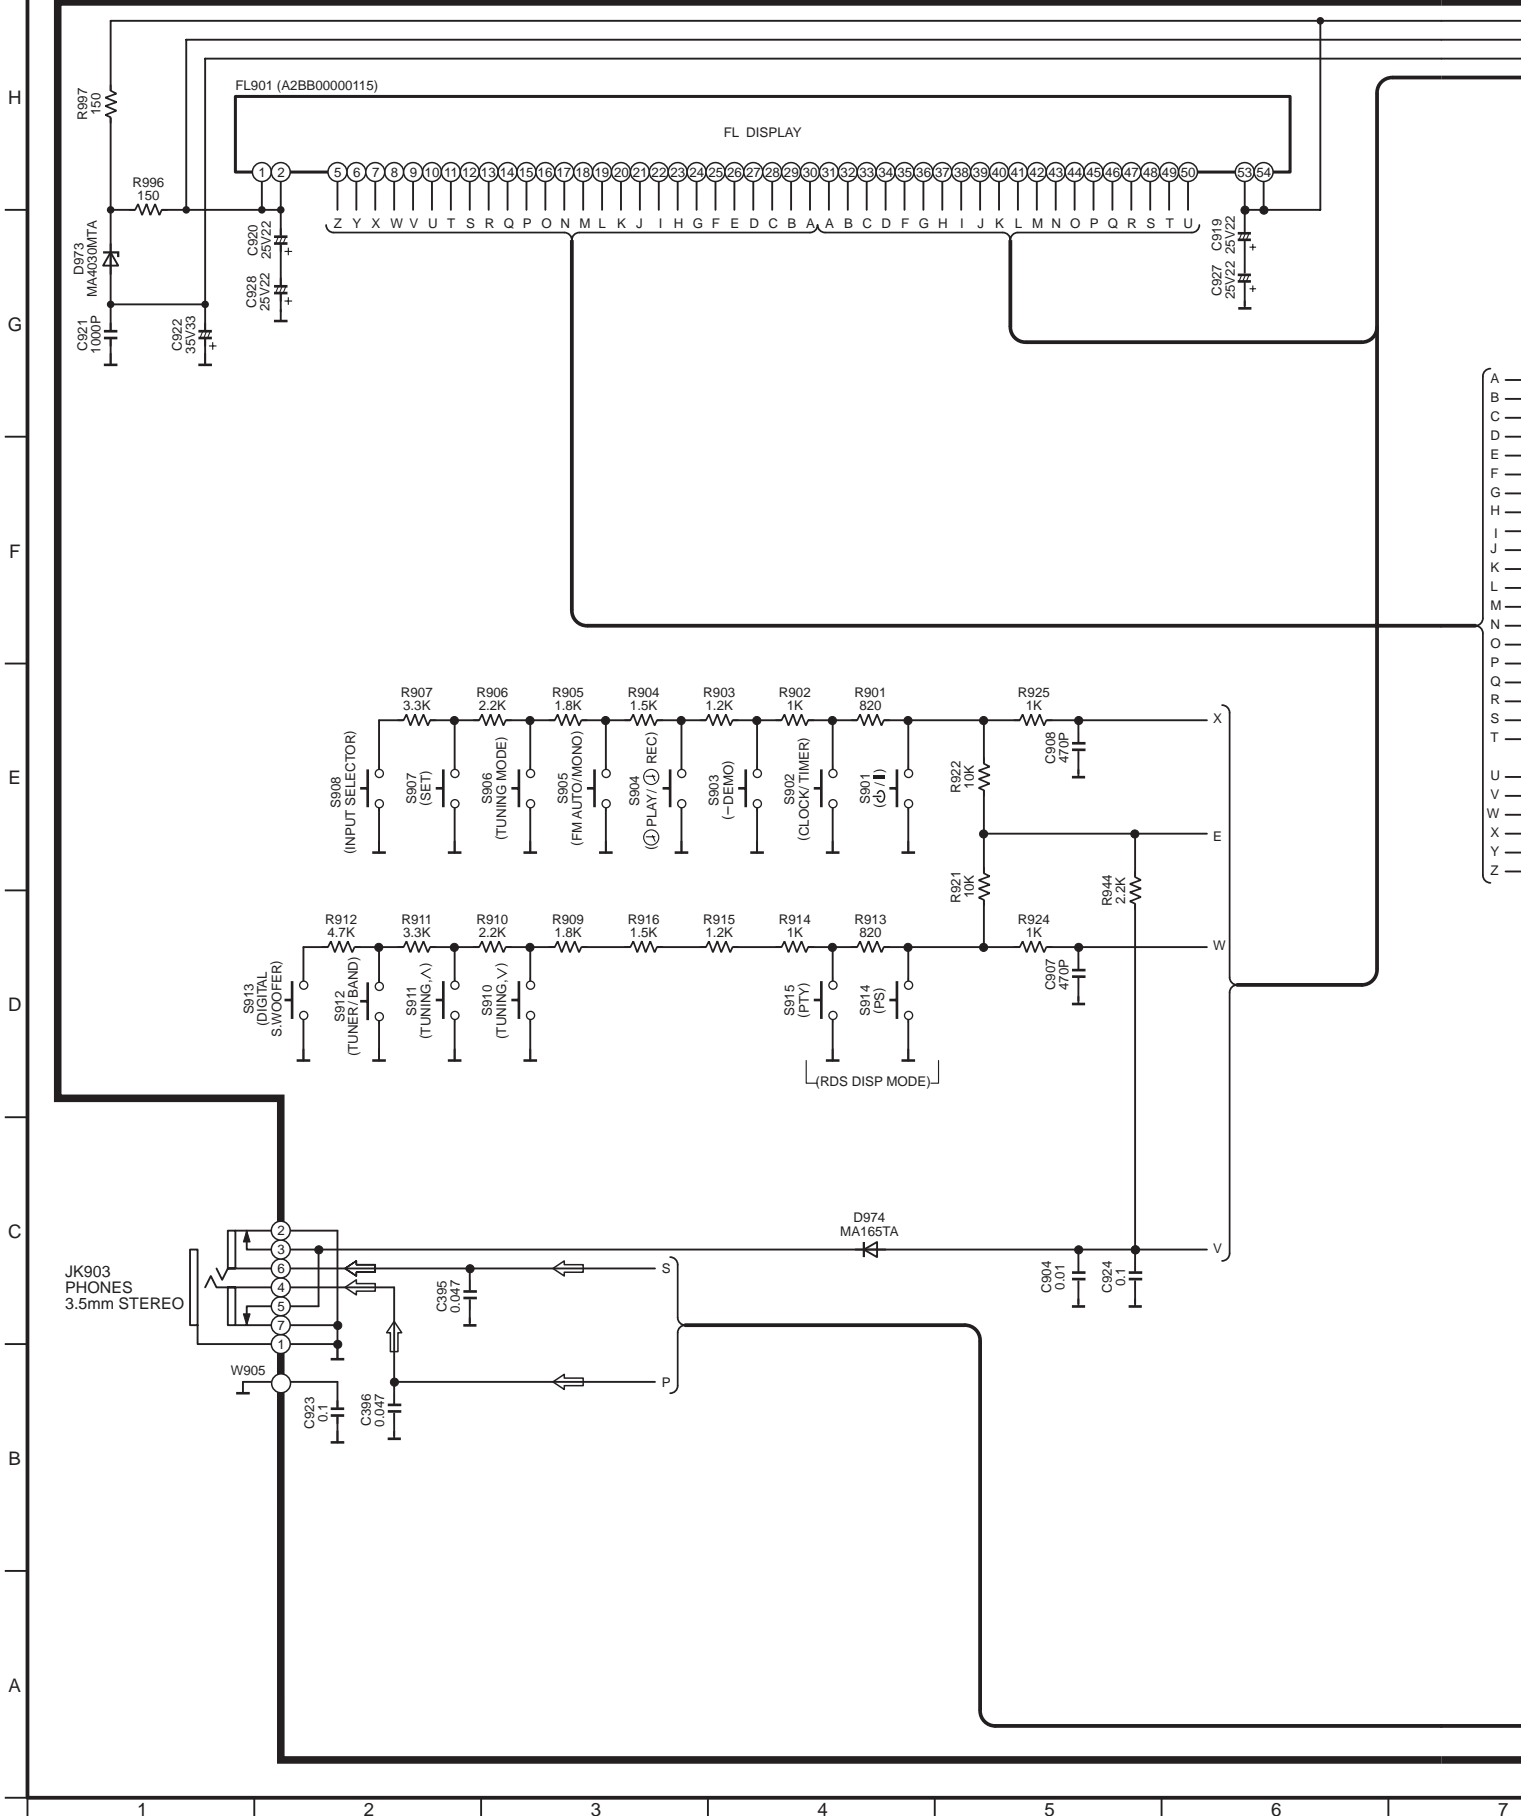 H
G
F
E
D
C
B
A
1 2 3 4 5 6 7
R997
150
FL901 (A2BB00000115)
FL DISPLAY
1 2 5 6 7 8 9 10 11 12 13 14 15 16 17 18 19 20 21 22 23 24 25 26 27 28 29 30 31 32 33 34 35 36 37 38 39 40 41 42 43 44 45 46 47 48 49 50 53 54
Z Y X W V U T S R Q P O N M L K J I H G F E D C B A A B C D F G H I J K L M N O P Q R S T U
R996
150
D973
MA4030MTA
C920
25V22
+
C928
25V22
+
C919
25V22
+
C927
25V22
+
C921
1000P
C922
35V33
+
A
B
C
D
E
F
G
H
I
J
K
L
M
N
O
P
Q
R
S
T
U
V
W
X
Y
Z
R907
3.3K
R906
2.2K
R905
1.8K
R904
1.5K
R903
1.2K
R902
1K
R901
820
R925
1K
X
S908
(INPUT SELECTOR)
S907
(SET)
S906
(TUNING MODE)
S905
(FM AUTO/MONO)
S904
(PLAY/ REC)
S903
(−DEMO)
S902
(CLOCK/TIMER)
S901
(⏻/I)
R922
10K
C908
470P
E
R921
10K
R944
2.2K
R912
4.7K
R911
3.3K
R910
2.2K
R909
1.8K
R916
1.5K
R915
1.2K
R914
1K
R913
820
R924
1K
W
S913
(DIGITAL
S.WOOFER)
S912
(TUNER/BAND)
S911
(TUNING,∧)
S910
(TUNING,∨)
S915
(PTY)
S914
(PS)
C907
470P
(RDS DISP MODE)
D974
MA165TA
V
JK903
PHONES
3.5mm STEREO
2
3
6
4
5
7
1
S
C395
0.047
C904
0.01
C924
0.1
W905
P
C923
0.1
C396
0.047